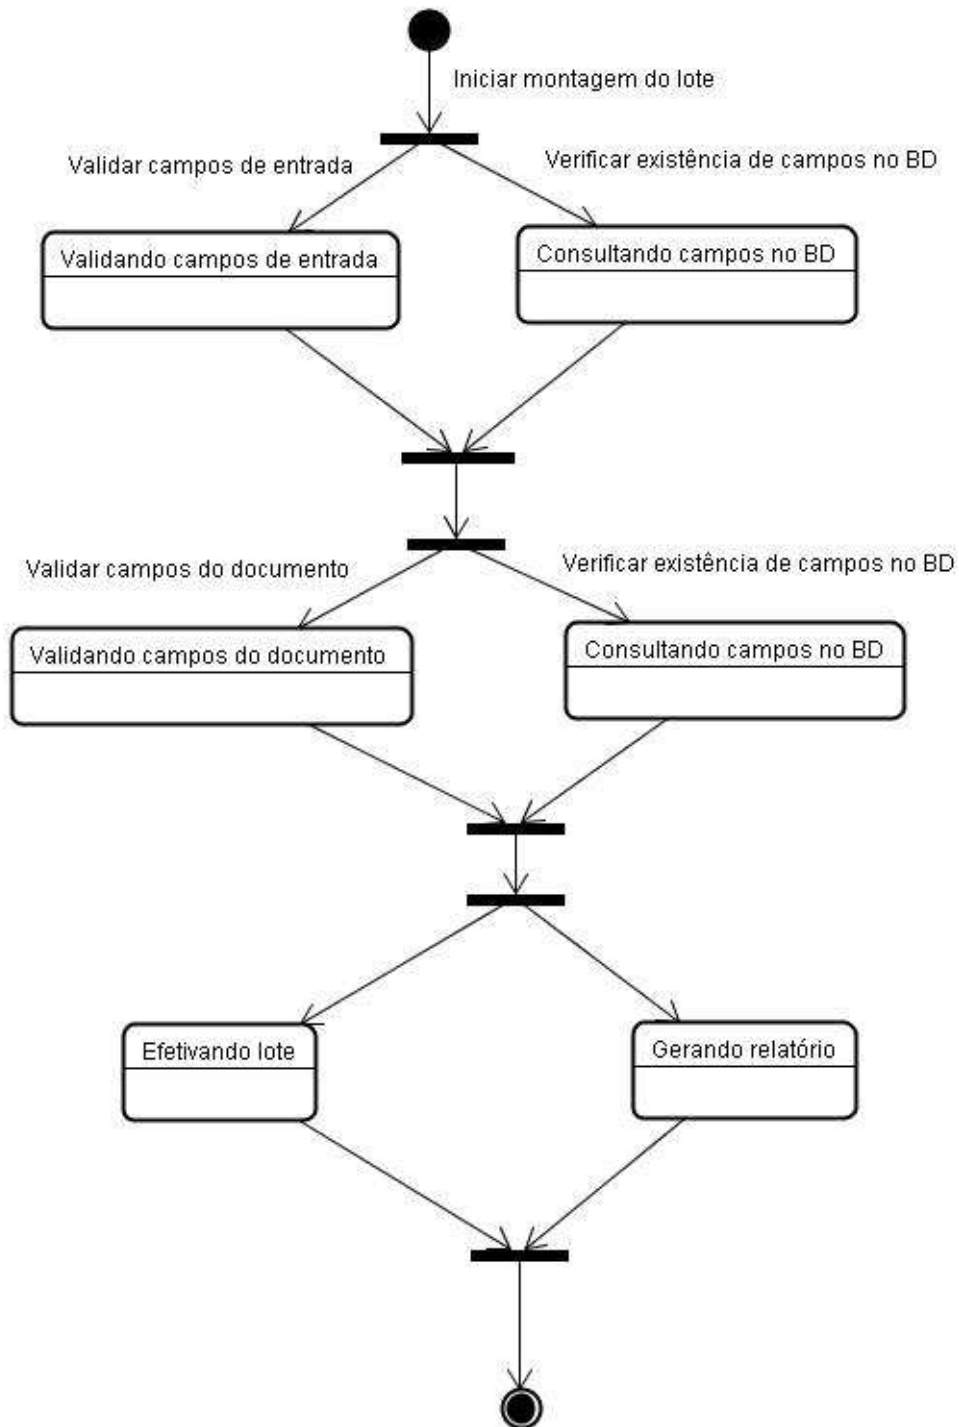 Iniciar montagem do lote
Validar campos de entrada
Verificar existência de campos no BD
Validando campos de entrada
Consultando campos no BD
Validar campos do documento
Verificar existência de campos no BD
Validando campos do documento
Consultando campos no BD
Efetivando lote
Gerando relatório